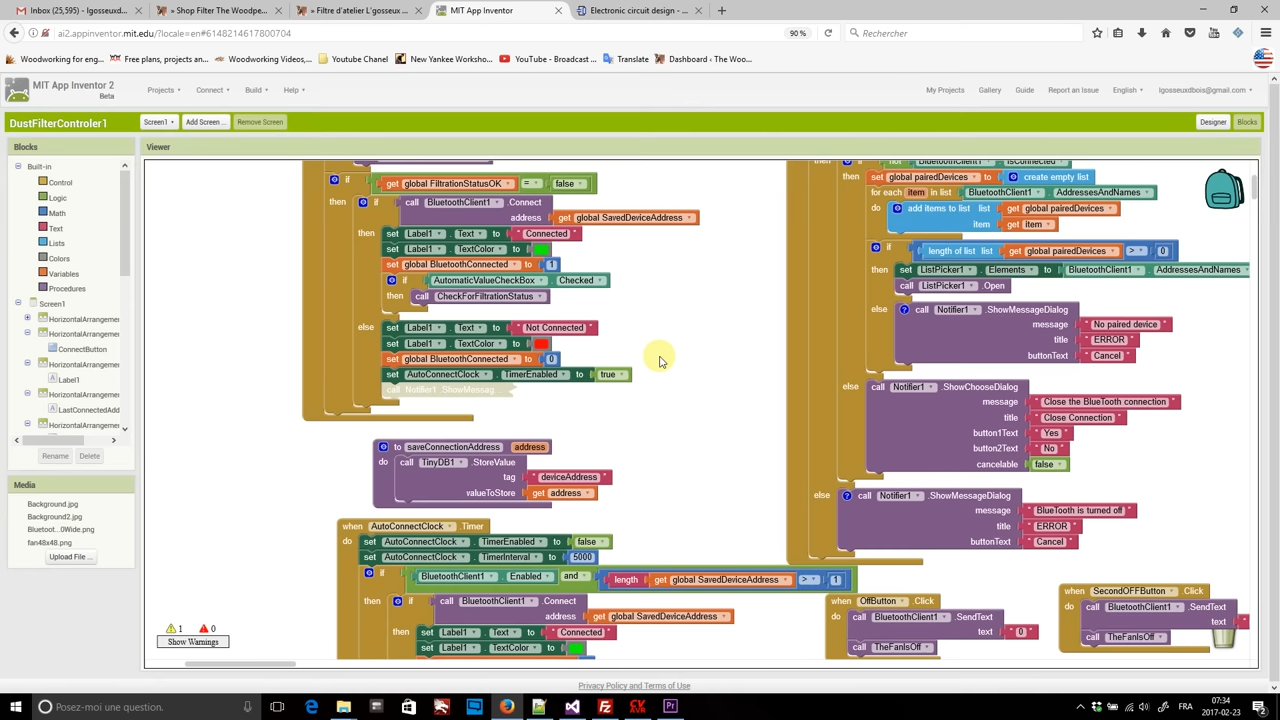 Inbox (25,595) - lgosseuxd...
» Shop Filter The Woodpe...
» Filtre d'atelier L'gosseux ...
MIT App Inventor
Electronic circuit design - ...
ai2.appinventor.mit.edu/?locale=en#6148214617800704
90 %
Rechercher
Woodworking for eng...
Free plans, projects an...
Woodworking Videos,...
YouTube Channel
New Yankee Worksho...
YouTube - Broadcast ...
Translate
Dashboard ‹ The Woo...
MIT App Inventor 2
Beta
Projects
Connect
Build
Help
My Projects
Gallery
Guide
Report an Issue
English
lgosseuxdbois@gmail.com
DustFilterControler1
Screen1
Add Screen...
Remove Screen
Designer
Blocks
Blocks
Viewer
Built-in
Control
Logic
Math
Text
Lists
Colors
Variables
Procedures
Screen1
HorizontalArrangeme
HorizontalArrangeme
ConnectButton
HorizontalArrangeme
Label1
HorizontalArrangeme
LastConnectedAdd
HorizontalArrangeme
Rename
Delete
Media
Background.jpg
Background2.jpg
Bluetoot...0Wide.png
fan48x48.png
Upload File ...
if get global FiltrationStatusOK = false
then if call BluetoothClient1 .Connect
address get global SavedDeviceAddress
then set Label1 . Text to " Connected "
set Label1 . TextColor to
set global BluetoothConnected to 1
if AutomaticValueCheckBox . Checked
then call CheckForFiltrationStatus
else set Label1 . Text to " Not Connected "
set Label1 . TextColor to
set global BluetoothConnected to 0
set AutoConnectClock . TimerEnabled to true
call Notifier1 .ShowMessag
to saveConnectionAddress address
do call TinyDB1 .StoreValue
tag " deviceAddress "
valueToStore get address
when AutoConnectClock .Timer
do set AutoConnectClock . TimerEnabled to false
set AutoConnectClock . TimerInterval to 5000
if BluetoothClient1 . Enabled and length get global SavedDeviceAddress > 1
then if call BluetoothClient1 .Connect
address get global SavedDeviceAddress
then set Label1 . Text to " Connected "
set Label1 . TextColor to
then if not BluetoothClient1 . IsConnected
then set global pairedDevices to create empty list
for each item in list BluetoothClient1 . AddressesAndNames
do add items to list list get global pairedDevices
item get item
if length of list list get global pairedDevices > 0
then set ListPicker1 . Elements to BluetoothClient1 . AddressesAndNames
call ListPicker1 .Open
else call Notifier1 .ShowMessageDialog
message " No paired device "
title " ERROR "
buttonText " Cancel "
else call Notifier1 .ShowChooseDialog
message " Close the BlueTooth connection "
title " Close Connection "
button1Text " Yes "
button2Text " No "
cancelable false
else call Notifier1 .ShowMessageDialog
message " BlueTooth is turned off "
title " ERROR "
buttonText " Cancel "
when OffButton .Click
do call BluetoothClient1 .SendText
text " 0 "
call TheFanIsOff
when SecondOFFButton .Click
do call BluetoothClient1 .SendText
text "
call TheFanIsOff
1 0
Show Warnings
Privacy Policy and Terms of Use
Posez-moi une question.
FRA
07:34
2017-02-23